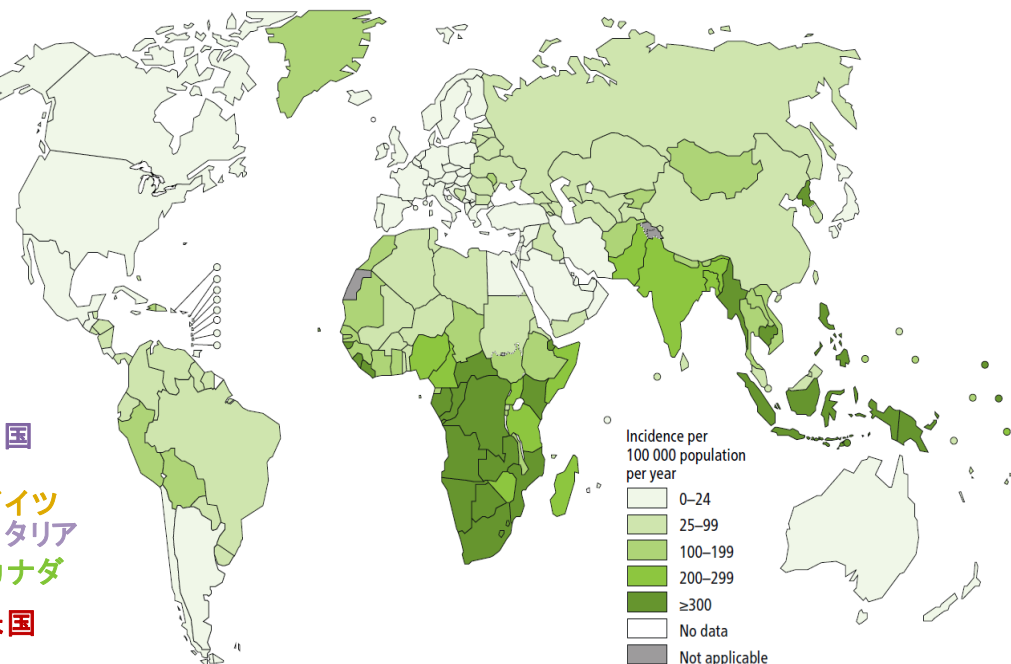 国
イツ
タリア
カナダ
国
Incidence per
100 000 population
per year
0–24
25–99
100–199
200–299
≥300
No data
Not applicable